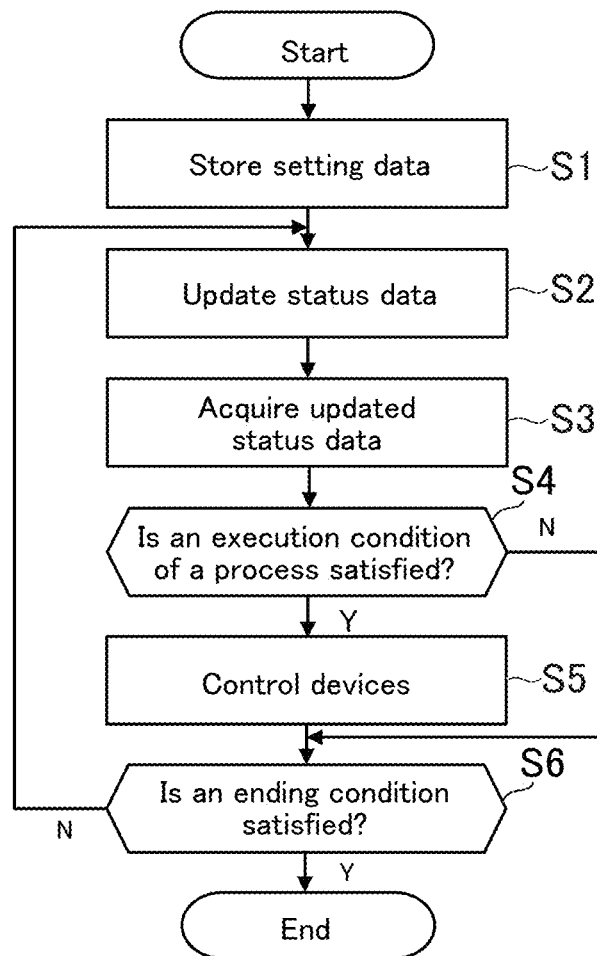 Start
Store setting data
S1
Update status data
S2
Acquire updated
status data
S3
S4
Is an execution condition
of a process satisfied?
N
Y
Control devices
S5
S6
Is an ending condition
satisfied?
N
Y
End